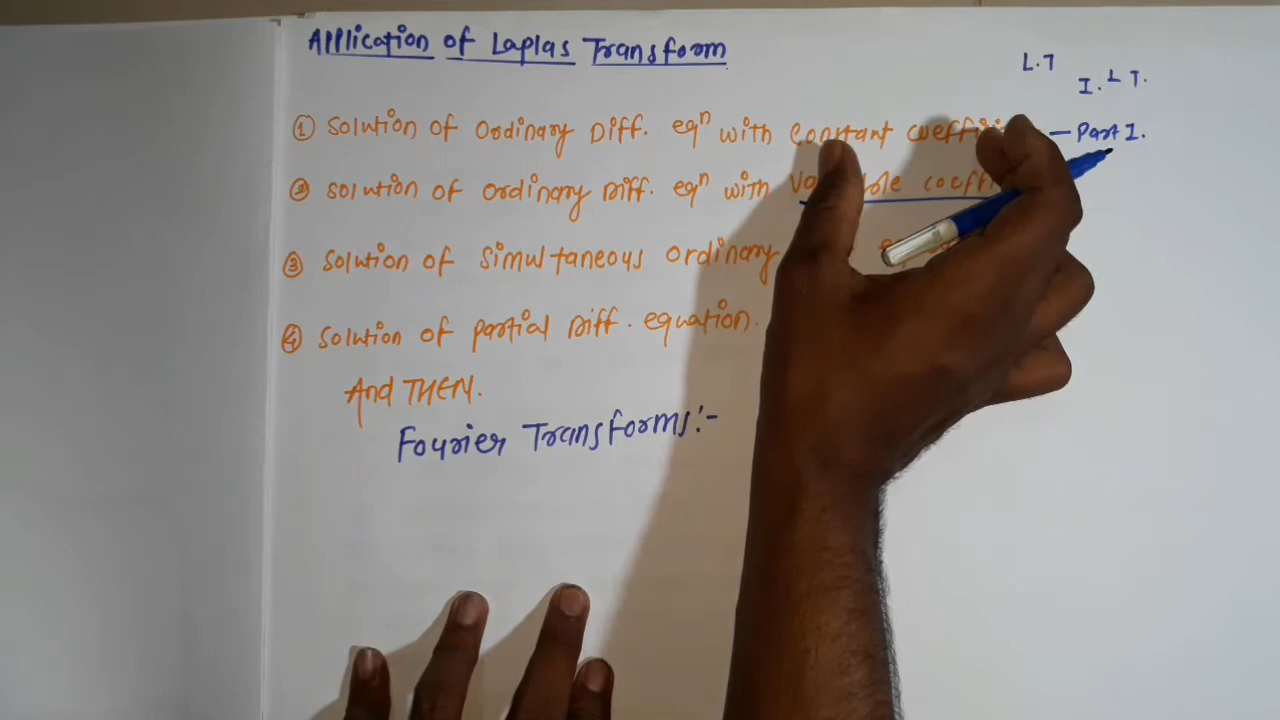 Application of Laplas Transform
L.T
I.L T.
① Solution of Ordinary Diff. eqⁿ with Constant — Part I.
② Solution of Ordinary Diff. eqⁿ with
③ Solution of Simultaneous ordinary
④ Solution of partial Diff. equation.
And THEN.
Fourier Transforms:-